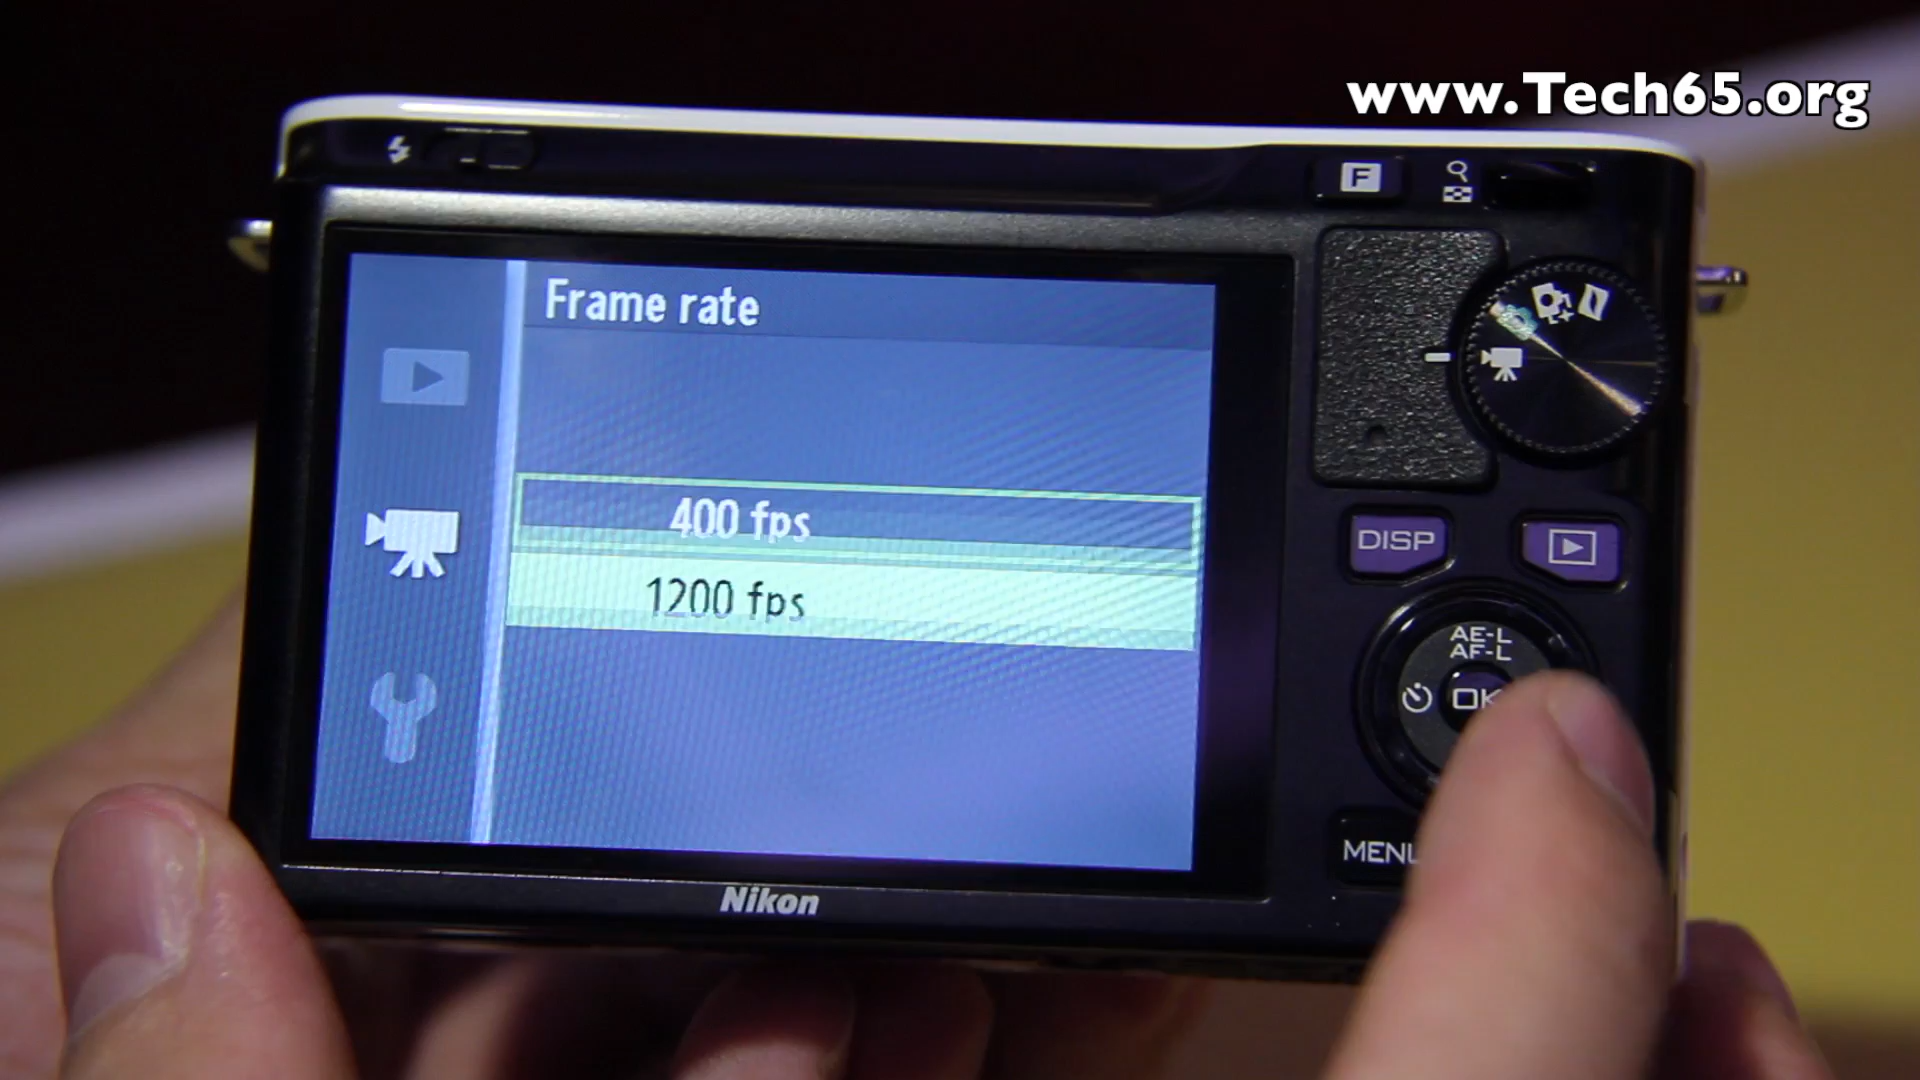 www.Tech65.org
F
Frame rate
400 fps
1200 fps
DISP
AE-L
AF-L
OK
MENU
Nikon